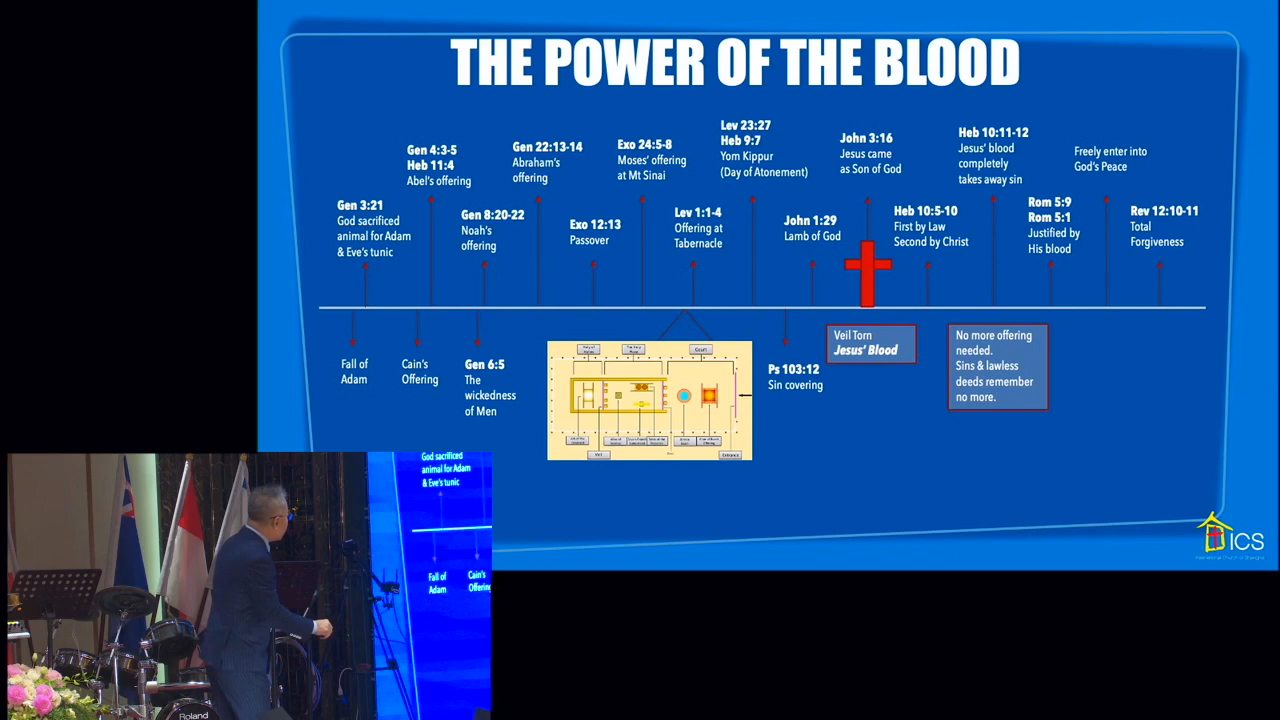 THE POWER OF THE BLOOD
Gen 3:21
God sacrificed
animal for Adam
& Eve's tunic
Gen 4:3-5
Heb 11:4
Abel's offering
Gen 8:20-22
Noah's
offering
Gen 22:13-14
Abraham's
offering
Exo 12:13
Passover
Exo 24:5-8
Moses' offering
at Mt Sinai
Lev 1:1-4
Offering at
Tabernacle
Lev 23:27
Heb 9:7
Yom Kippur
(Day of Atonement)
John 1:29
Lamb of God
John 3:16
Jesus came
as Son of God
Heb 10:5-10
First by Law
Second by Christ
Heb 10:11-12
Jesus' blood
completely
takes away sin
Rom 5:9
Rom 5:1
Justified by
His blood
Freely enter into
God's Peace
Rev 12:10-11
Total
Forgiveness
Fall of
Adam
Cain's
Offering
Gen 6:5
The
wickedness
of Men
Court
Veil
Entrance
Ps 103:12
Sin covering
Veil Torn
Jesus' Blood
No more offering
needed.
Sins & lawless
deeds remember
no more.
ICS
International Church of Shanghai
God sacrificed
animal for Adam
& Eve's tunic
Fall of
Adam
Cain's
Offering
Roland